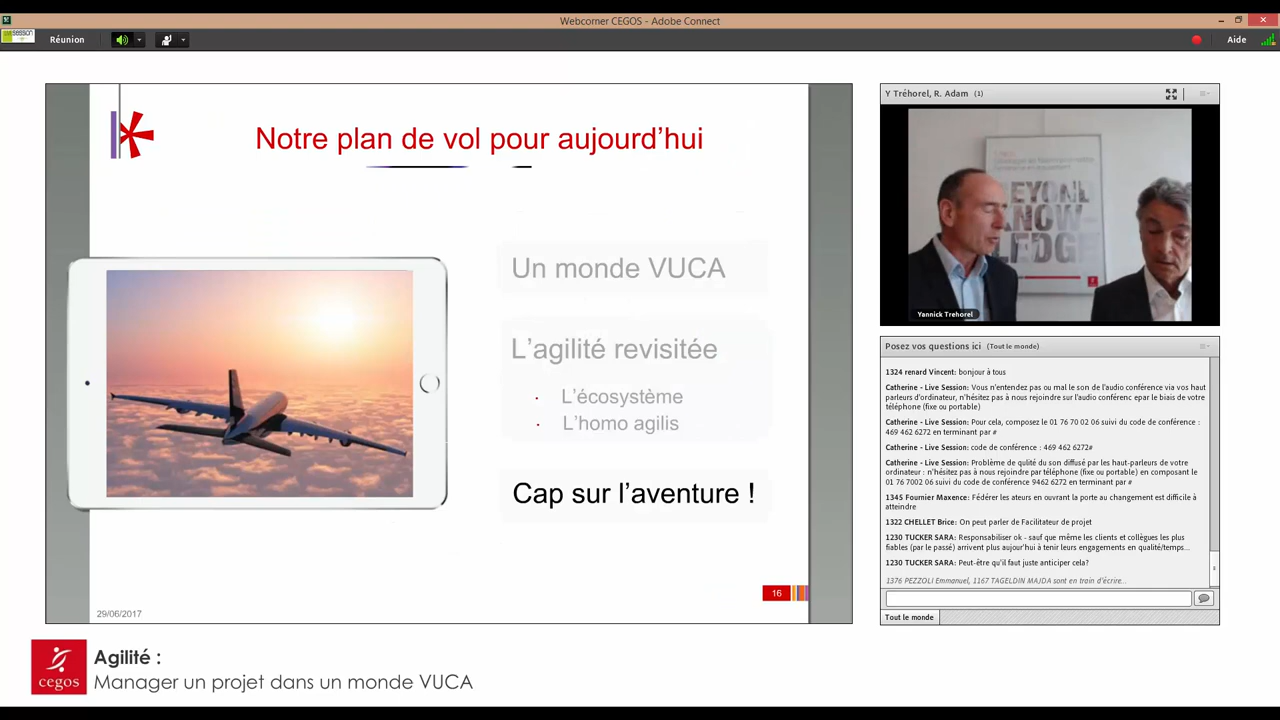 Webcorner CEGOS - Adobe Connect
Réunion
Aide
Notre plan de vol pour aujourd’hui
Un monde VUCA
L’agilité revisitée
L’écosystème
L’homo agilis
Cap sur l’aventure !
16
29/06/2017
Y Tréhorel, R. Adam (1)
BEYOND
KNOW-
LEDGE
Yannick Trehorel
Posez vos questions ici (Tout le monde)
1324 renard Vincent: bonjour à tous
Catherine - Live Session: Vous n'entendez pas ou mal le son de l'audio conférence via vos haut
parleurs d'ordinateur, n'hésitez pas à nous rejoindre sur l'audio conférenc epar le biais de votre
téléphone (fixe ou portable)
Catherine - Live Session: Pour cela, composez le 01 76 70 02 06 suivi du code de conférence :
469 462 6272 en terminant par #
Catherine - Live Session: code de conférence : 469 462 6272#
Catherine - Live Session: Problème de qulité du son diffusé par les haut-parleurs de votre
ordinateur : n'hésitez pas à nous rejoindre par téléphone (fixe ou portable) en composant le
01 76 7002 06 suivi du code de conférence 9462 6272 en terminant par #
1345 Fournier Maxence: Fédérer les ateurs en ouvrant la porte au changement est difficile à
atteindre
1322 CHELLET Brice: On peut parler de Facilitateur de projet
1230 TUCKER SARA: Responsabiliser ok - sauf que même les clients et collègues les plus
fiables (par le passé) arrivent plus aujour'hui à tenir leurs engagements en qualité/temps...
1230 TUCKER SARA: Peut-être qu'il faut juste anticiper cela?
1376 PEZZOLI Emmanuel, 1167 TAGELDIN MAJDA sont en train d'écrire...
Tout le monde
cegos
Agilité :
Manager un projet dans un monde VUCA